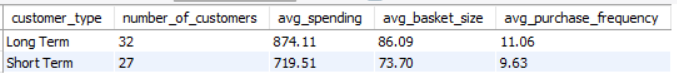 customer_type number_of_customers avg_spending avg_basket_size avg_purchase_frequency
Long Term 32 874.11 86.09 11.06
Short Term 27 719.51 73.70 9.63